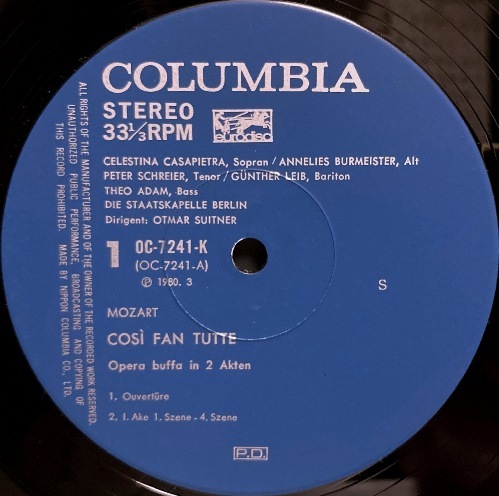 COLUMBIA
STEREO
33⅓RPM
eurodisc
CELESTINA CASAPIETRA, Sopran / ANNELIES BURMEISTER, Alt
PETER SCHREIER, Tenor / GÜNTHER LEIB, Bariton
THEO ADAM, Bass
DIE STAATSKAPELLE BERLIN
Dirigent: OTMAR SUITNER
1 OC-7241-K
(OC-7241-A)
Ⓟ 1980. 3
S
MOZART
COSÌ FAN TUTTE
Opera buffa in 2 Akten
1. Ouvertüre
2. I. Ake 1. Szene - 4. Szene
P.D.
ALL RIGHTS OF THE MANUFACTURER AND OF THE OWNER OF THE RECORDED WORK RESERVED.
UNAUTHORIZED PUBLIC PERFORMANCE, BROADCASTING AND COPYING OF
THIS RECORD PROHIBITED. MADE BY NIPPON COLUMBIA CO., LTD.